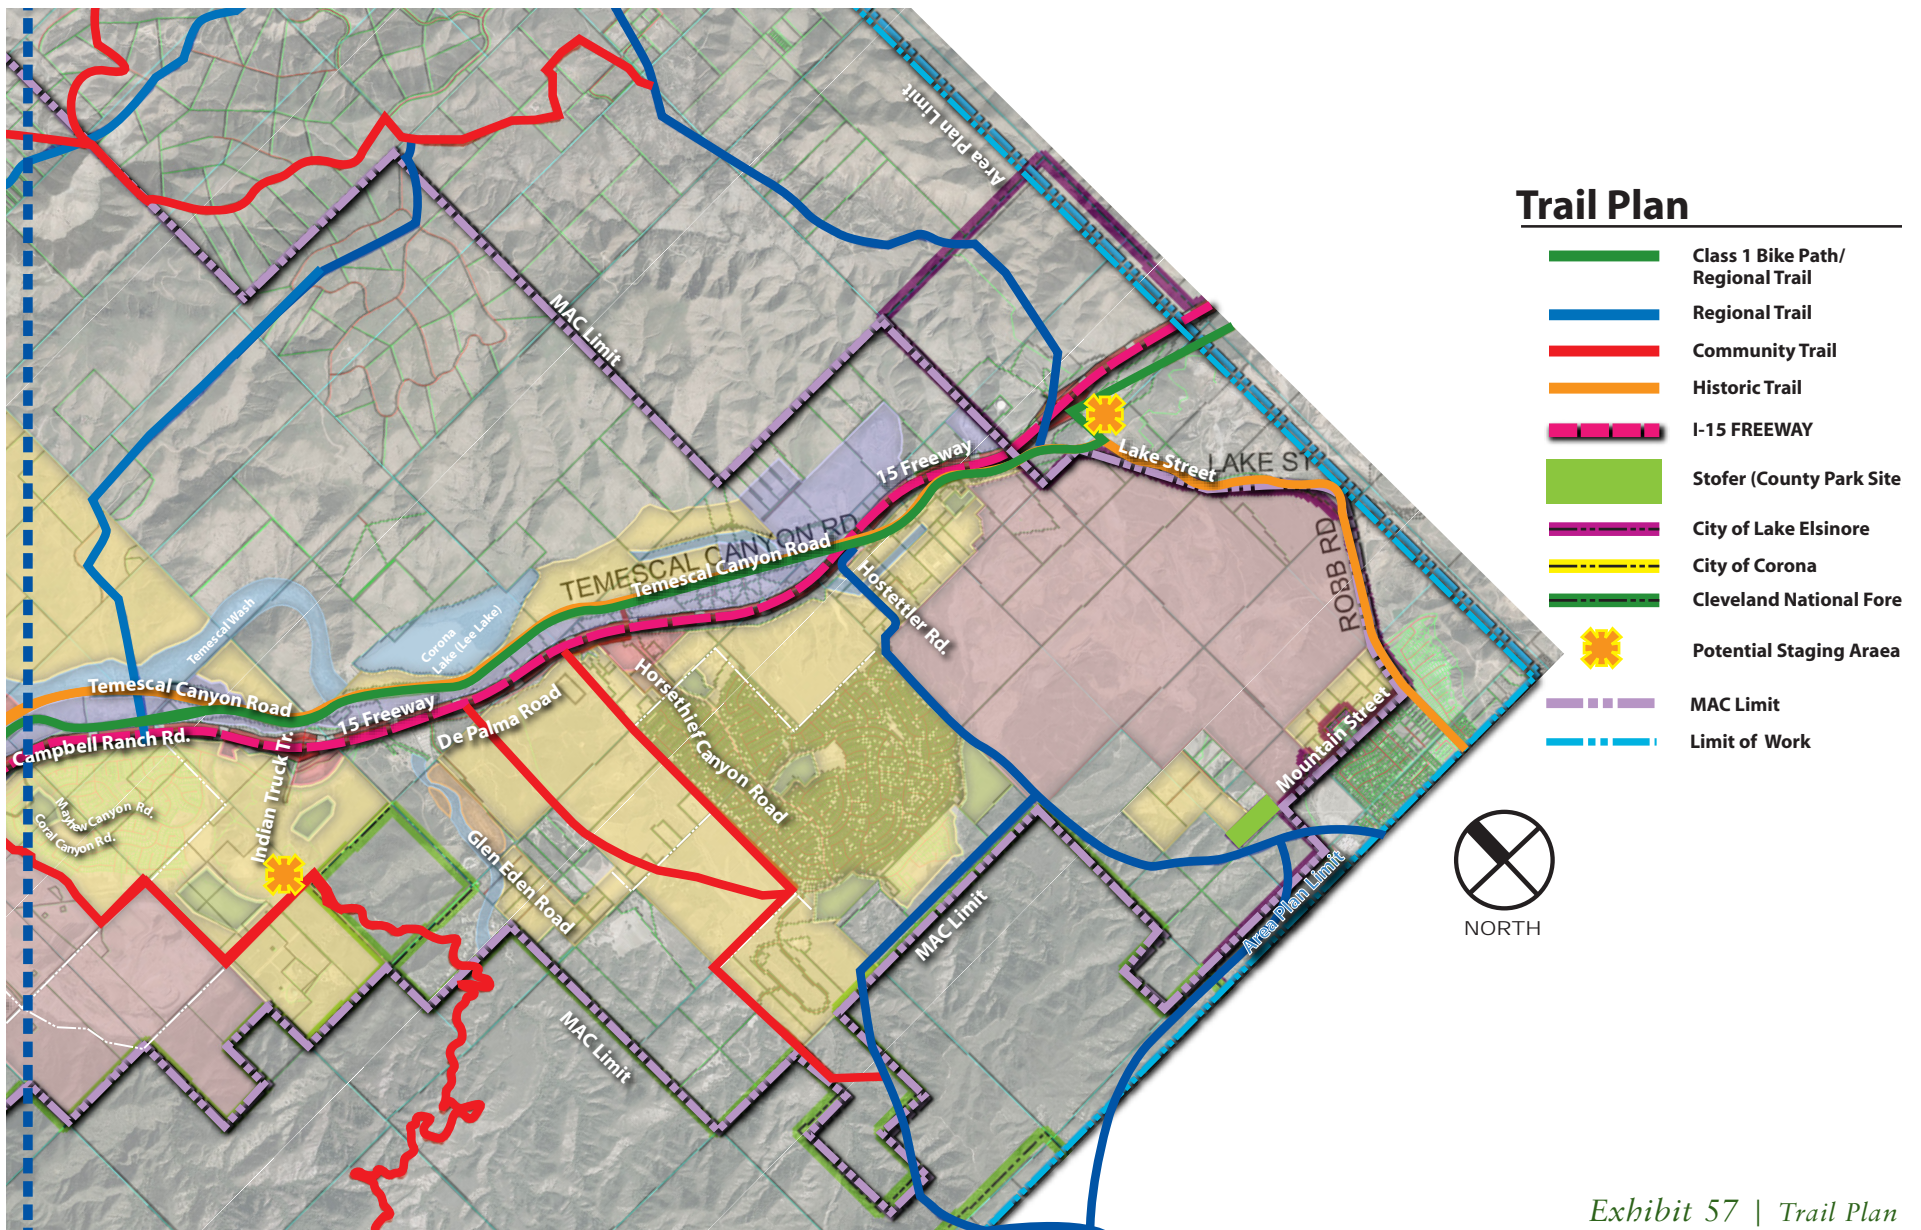 Area Plan Limit
MAC Limit
15 Freeway
Lake Street
LAKE ST
ROBB RD
TEMESCAL CANYON RD
Temescal Canyon Road
Hostettler Rd.
Temescal Wash
Corona
Lake (Lee Lake)
Temescal Canyon Road
15 Freeway
De Palma Road
Horsethief Canyon Road
Campbell Ranch Rd.
Indian Truck Tr.
Mayhew Canyon Rd.
Coral Canyon Rd.
Glen Eden Road
Mountain Street
MAC Limit
MAC Limit
Area Plan Limit
Trail Plan
Class 1 Bike Path/
Regional Trail
Regional Trail
Community Trail
Historic Trail
I-15 FREEWAY
Stofer (County Park Site
City of Lake Elsinore
City of Corona
Cleveland National Fore
Potential Staging Araea
MAC Limit
Limit of Work
NORTH
Exhibit 57 | Trail Plan